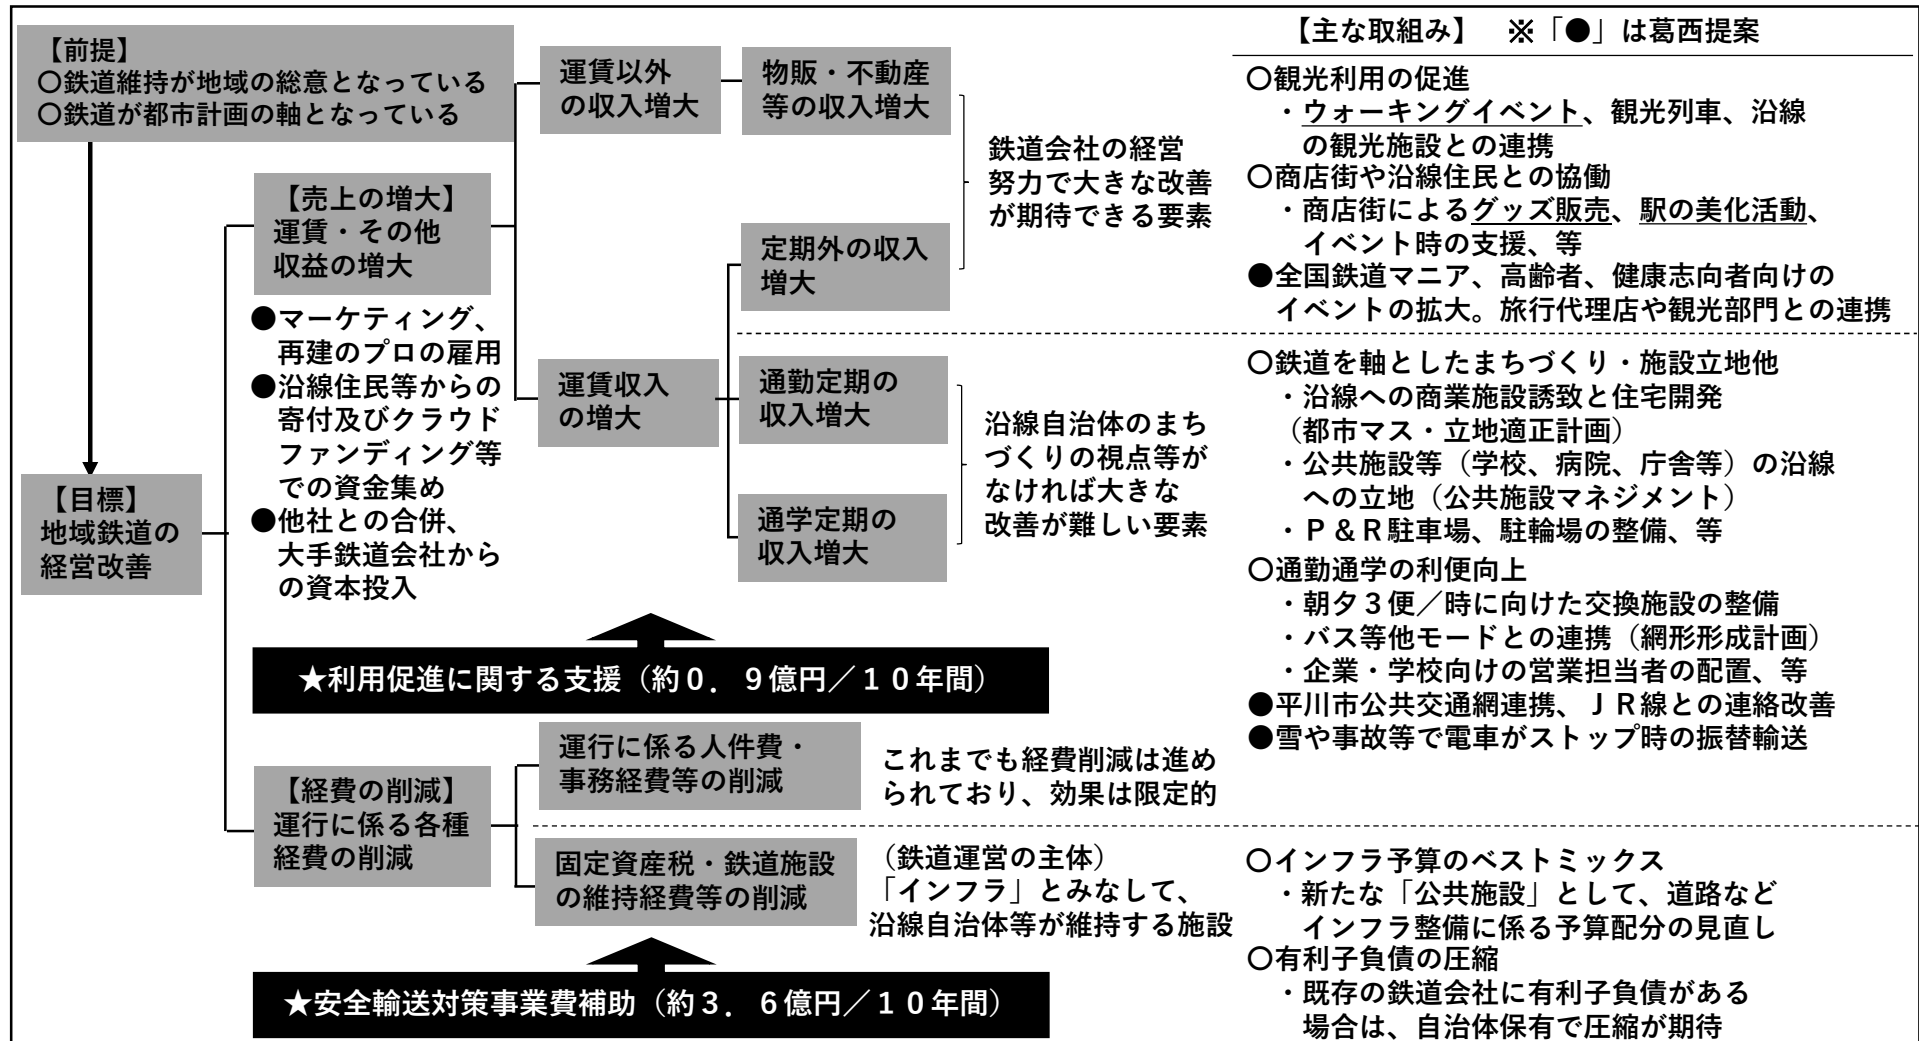 【前提】
〇鉄道維持が地域の総意となっている
〇鉄道が都市計画の軸となっている
【目標】
地域鉄道の
経営改善
【売上の増大】
運賃・その他
収益の増大
●マーケティング、
再建のプロの雇用
●沿線住民等からの
寄付及びクラウド
ファンディング等
での資金集め
●他社との合併、
大手鉄道会社から
の資本投入
運賃以外
の収入増大
物販・不動産
等の収入増大
運賃収入
の増大
定期外の収入
増大
通勤定期の
収入増大
通学定期の
収入増大
鉄道会社の経営
努力で大きな改善
が期待できる要素
沿線自治体のまち
づくりの視点等が
なければ大きな
改善が難しい要素
★利用促進に関する支援（約０．９億円／１０年間）
【経費の削減】
運行に係る各種
経費の削減
運行に係る人件費・
事務経費等の削減
これまでも経費削減は進め
られており、効果は限定的
固定資産税・鉄道施設
の維持経費等の削減
（鉄道運営の主体）
「インフラ」とみなして、
沿線自治体等が維持する施設
★安全輸送対策事業費補助（約３．６億円／１０年間）
【主な取組み】　※「●」は葛西提案
〇観光利用の促進
・ウォーキングイベント、観光列車、沿線
の観光施設との連携
〇商店街や沿線住民との協働
・商店街によるグッズ販売、駅の美化活動、
イベント時の支援、等
●全国鉄道マニア、高齢者、健康志向者向けの
イベントの拡大。旅行代理店や観光部門との連携
〇鉄道を軸としたまちづくり・施設立地他
・沿線への商業施設誘致と住宅開発
（都市マス・立地適正計画）
・公共施設等（学校、病院、庁舎等）の沿線
への立地（公共施設マネジメント）
・Ｐ＆Ｒ駐車場、駐輪場の整備、等
〇通勤通学の利便向上
・朝夕３便／時に向けた交換施設の整備
・バス等他モードとの連携（網形形成計画）
・企業・学校向けの営業担当者の配置、等
●平川市公共交通網連携、ＪＲ線との連絡改善
●雪や事故等で電車がストップ時の振替輸送
〇インフラ予算のベストミックス
・新たな「公共施設」として、道路など
インフラ整備に係る予算配分の見直し
〇有利子負債の圧縮
・既存の鉄道会社に有利子負債がある
場合は、自治体保有で圧縮が期待